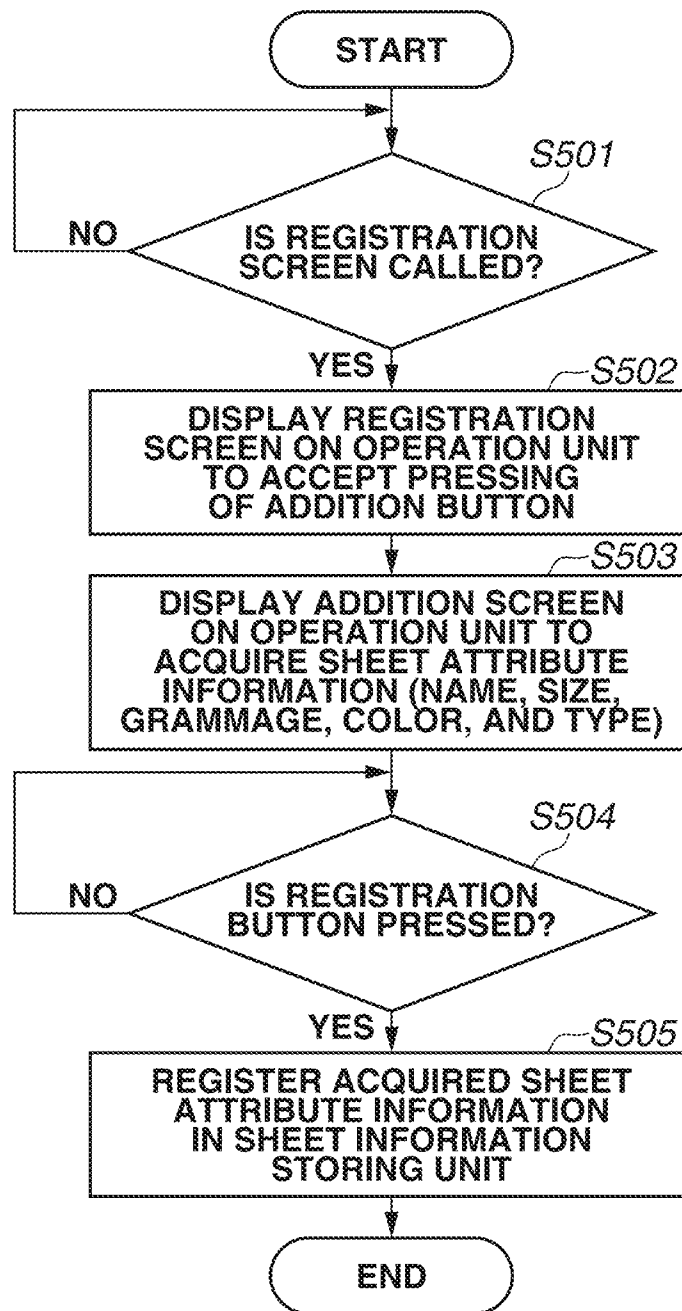 START
S501
NO
IS REGISTRATION
SCREEN CALLED?
YES
S502
DISPLAY REGISTRATION
SCREEN ON OPERATION UNIT
TO ACCEPT PRESSING
OF ADDITION BUTTON
S503
DISPLAY ADDITION SCREEN
ON OPERATION UNIT TO
ACQUIRE SHEET ATTRIBUTE
INFORMATION (NAME, SIZE,
GRAMMAGE, COLOR, AND TYPE)
S504
NO
IS REGISTRATION
BUTTON PRESSED?
YES
S505
REGISTER ACQUIRED SHEET
ATTRIBUTE INFORMATION
IN SHEET INFORMATION
STORING UNIT
END